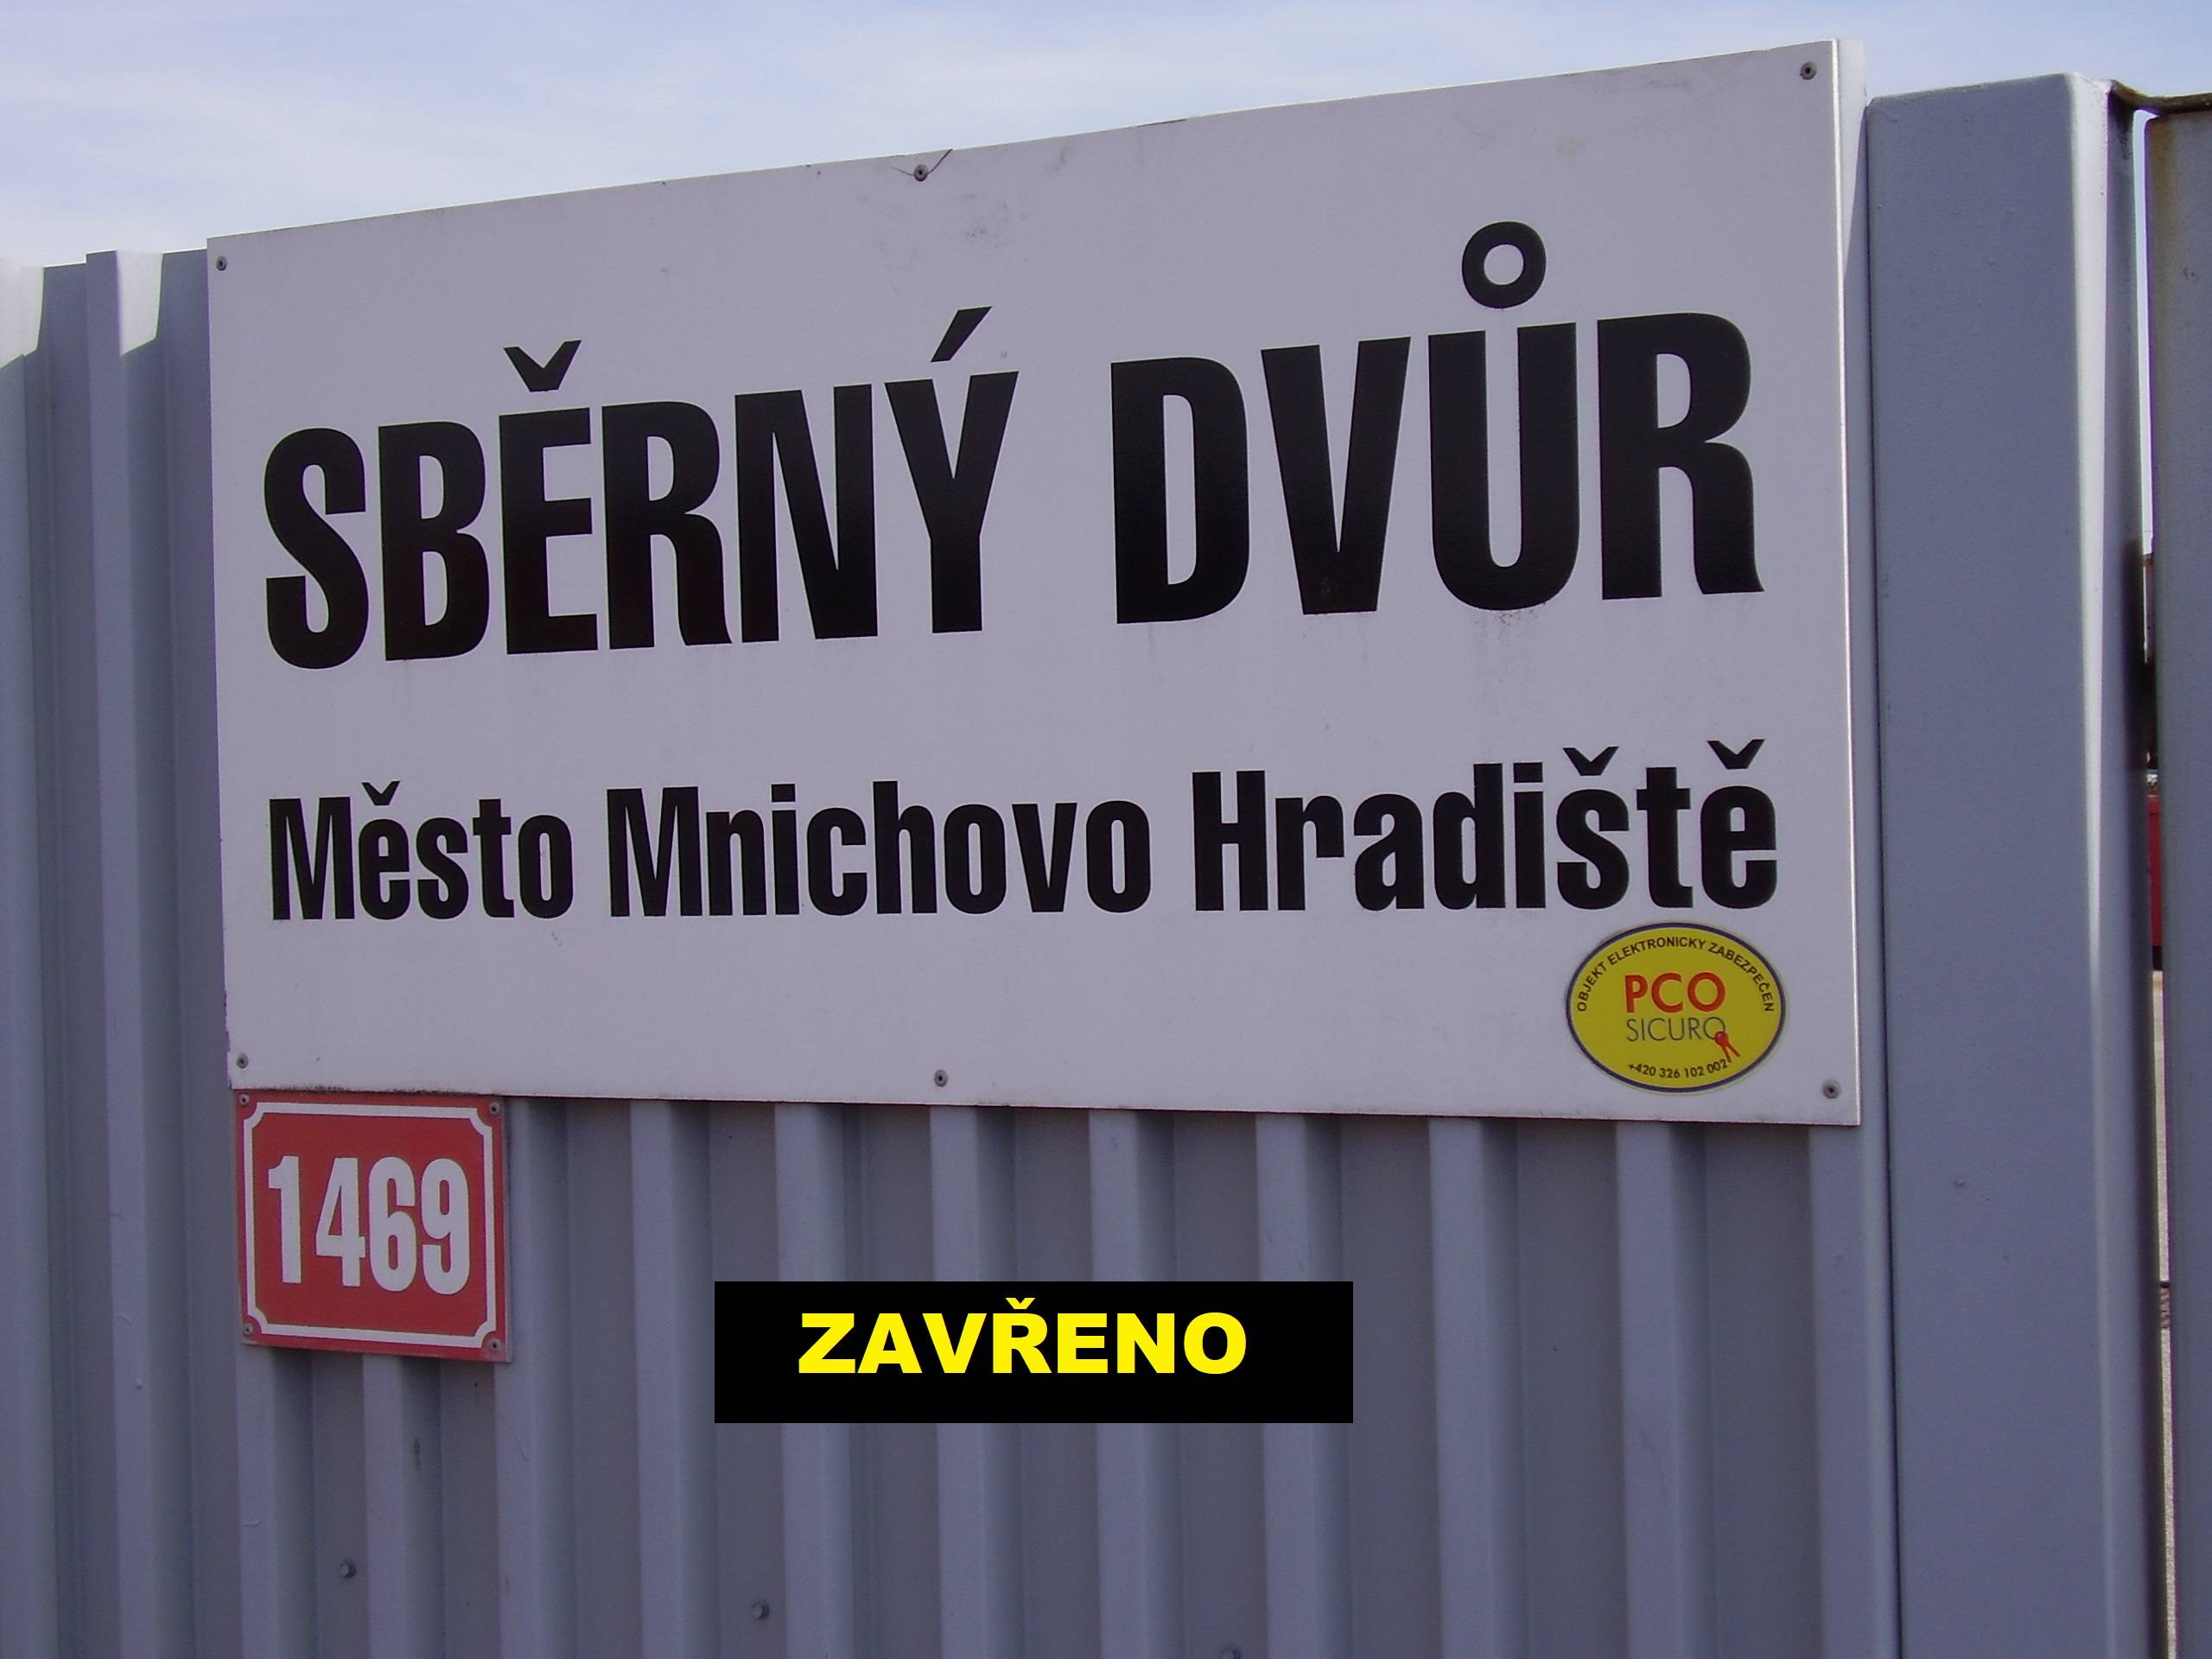 SBĚRNÝ DVŮR
Město Mnichovo Hradiště
OBJEKT ELEKTRONICKY ZABEZPEČEN
PCO
SICURO
+420 326 102 002
1469
ZAVŘENO